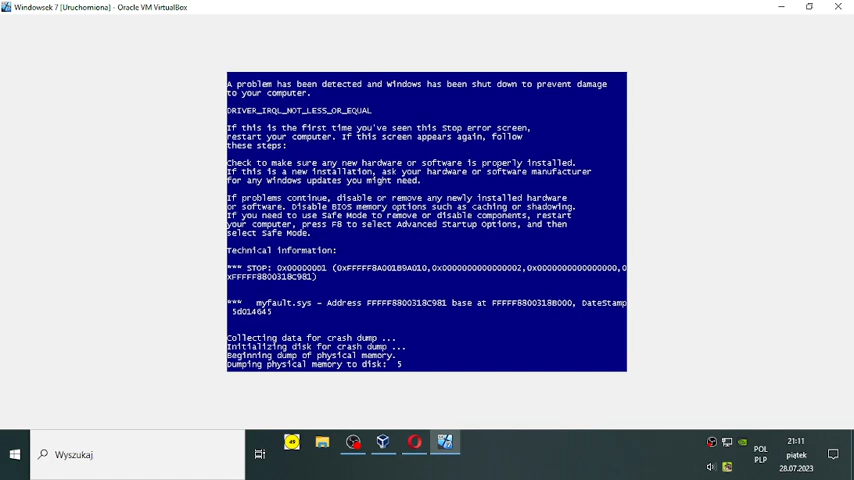 Windowsek 7 [Uruchomiona] - Oracle VM VirtualBox
A problem has been detected and Windows has been shut down to prevent damage
to your computer.
DRIVER_IRQL_NOT_LESS_OR_EQUAL
If this is the first time you've seen this Stop error screen,
restart your computer. If this screen appears again, follow
these steps:
Check to make sure any new hardware or software is properly installed.
If this is a new installation, ask your hardware or software manufacturer
for any Windows updates you might need.
If problems continue, disable or remove any newly installed hardware
or software. Disable BIOS memory options such as caching or shadowing.
If you need to use Safe Mode to remove or disable components, restart
your computer, press F8 to select Advanced Startup Options, and then
select Safe Mode.
Technical information:
*** STOP: 0x000000D1 (0xFFFFF8A001B9A010,0x0000000000000002,0x0000000000000000,0
xFFFFF8800318C981)
*** myfault.sys - Address FFFFF8800318C981 base at FFFFF8800318B000, DateStamp
5d014645
Collecting data for crash dump ...
Initializing disk for crash dump ...
Beginning dump of physical memory.
Dumping physical memory to disk: 5
Wyszukaj
49
POL
PLP
21:11
piątek
28.07.2023